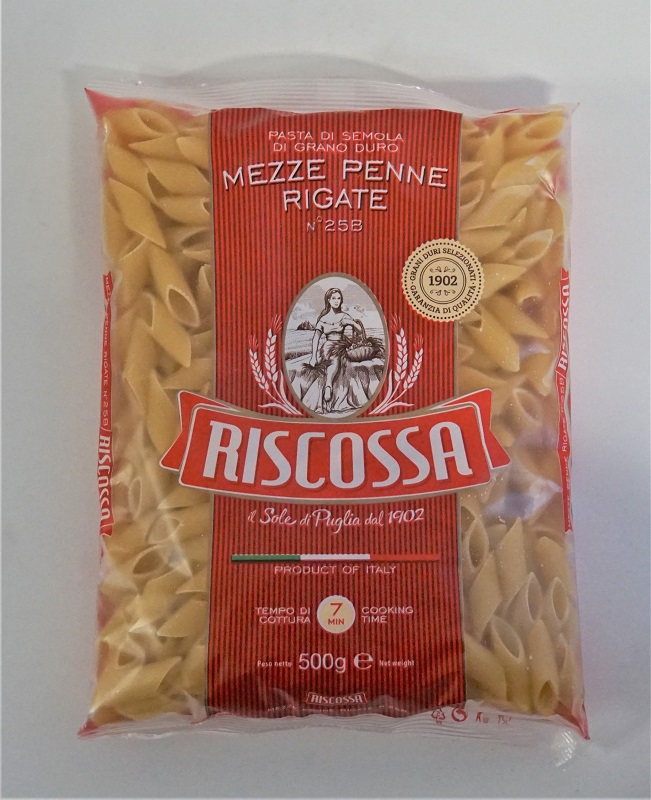 PASTA DI SEMOLA
DI GRANO DURO
MEZZE PENNE
RIGATE
N°25B
GRANI DURI SELEZIONATI
1902
GARANZIA DI QUALITÀ
RISCOSSA
il Sole di Puglia dal 1902
PRODUCT OF ITALY
TEMPO DI COTTURA
7 MIN
COOKING TIME
Peso netto 500g e Net weight
RISCOSSA
RIGATE N°25B
RISCOSSA
RISCOSSA